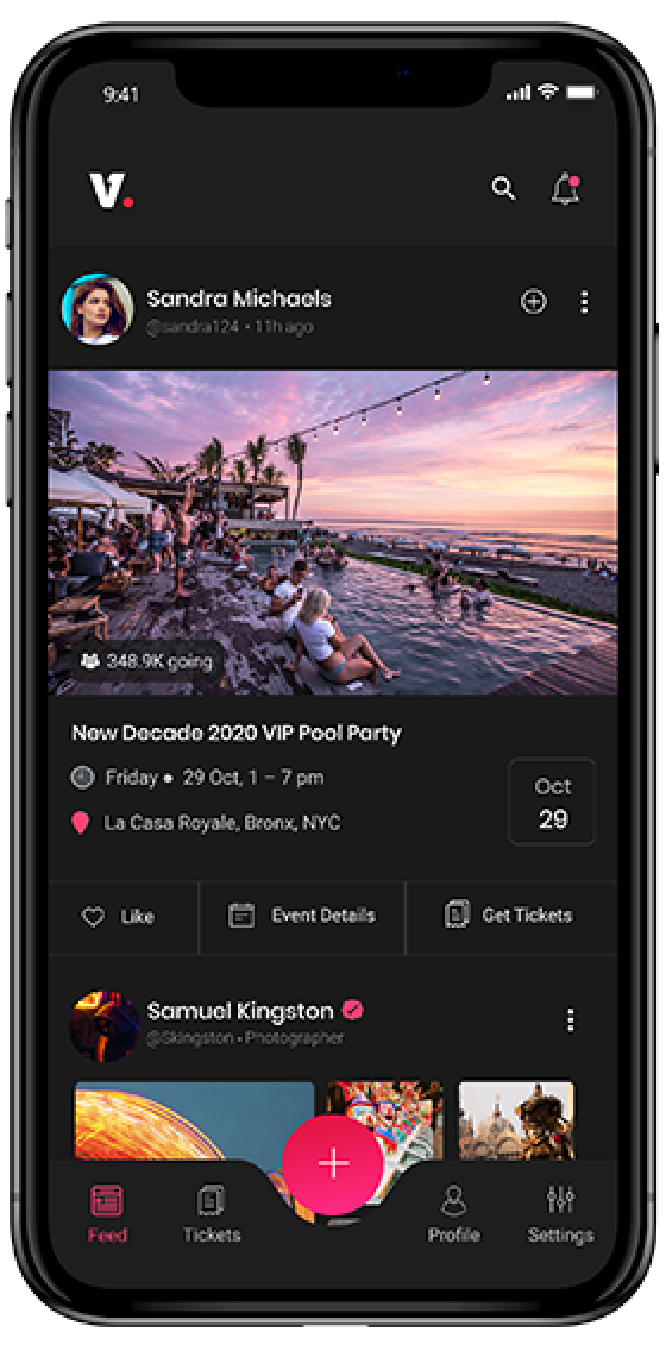 9:41
V.
Sandra Michaels
@sandra124 • 11h ago
348.9K going
New Decade 2020 VIP Pool Party
Friday • 29 Oct, 1 – 7 pm
La Casa Royale, Bronx, NYC
Oct
29
Like
Event Details
Get Tickets
Samuel Kingston
@Skingston • Photographer
Feed
Tickets
Profile
Settings